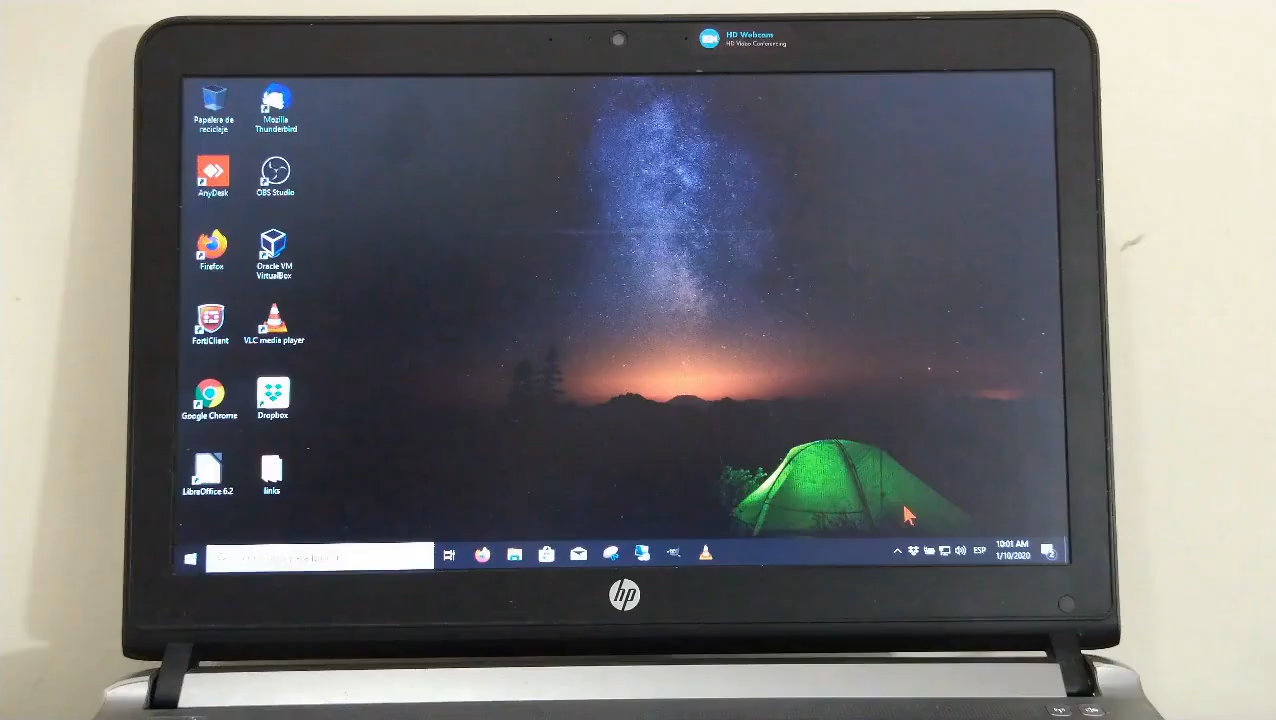 HD Webcam
HD Video Conferencing
Papelera de
reciclaje
Mozilla
Thunderbird
AnyDesk
OBS Studio
Firefox
Oracle VM
VirtualBox
FortiClient
VLC media player
Google Chrome
Dropbox
LibreOffice 6.2
links
ESP
10:01 AM
1/10/2020
2
hp